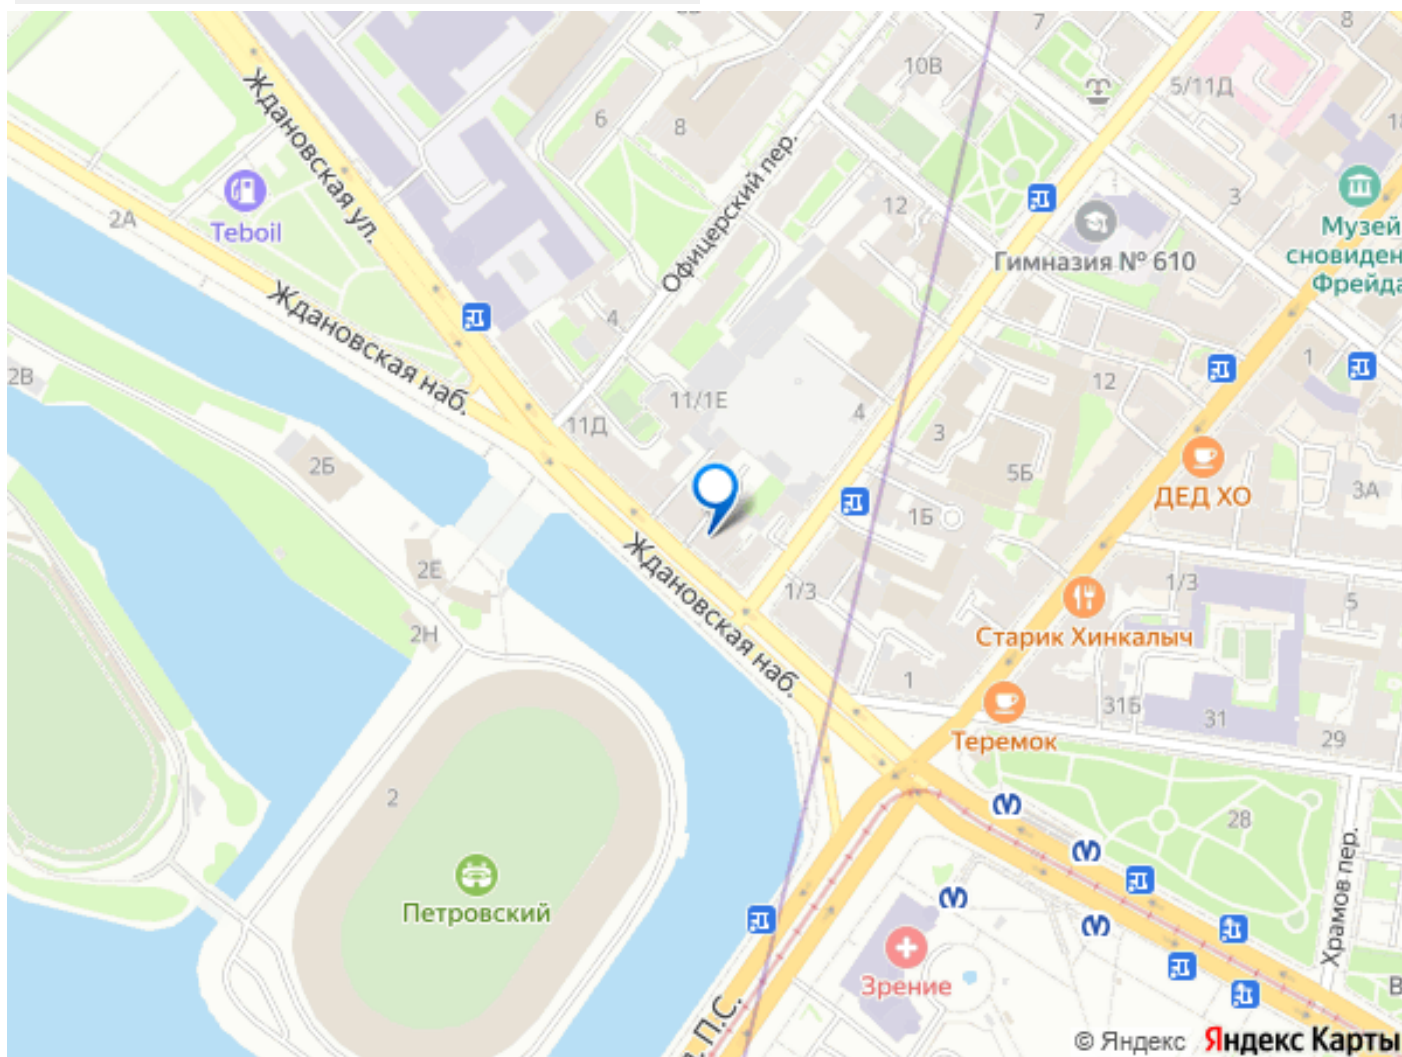 7
8
10В
5/11Д
18
Ждановская ул.
6
8
Офицерский пер.
2А
Teboil
12
3
Музей
сновиден
Фрейда
Гимназия № 610
Ждановская наб.
4
2В
11/1Е
4
12
1
11Д
3
2Б
5Б
ДЕД ХО
3А
1Б
2Е
Ждановская наб.
1/3
1/3
5
2Н
Старик Хинкалыч
1
31Б
31
29
Теремок
2
28
Храмов пер.
Петровский
Зрение
П.С.
7
В
© Яндекс Яндекс Карты